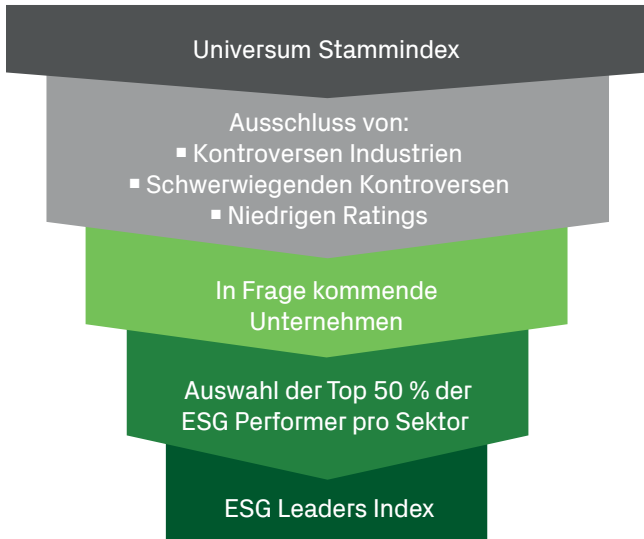 Universum Stammindex
Ausschluss von:
▪ Kontroversen Industrien
▪ Schwerwiegenden Kontroversen
▪ Niedrigen Ratings
In Frage kommende
Unternehmen
Auswahl der Top 50 % der
ESG Performer pro Sektor
ESG Leaders Index